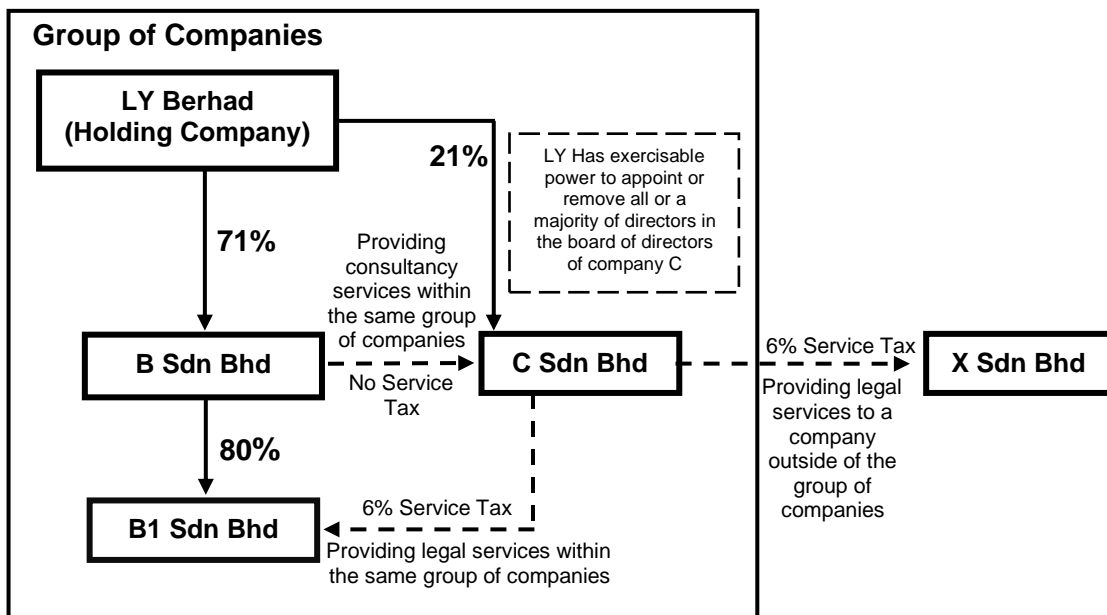 Group of Companies
LY Berhad
(Holding Company)
21%
LY Has exercisable
power to appoint or
remove all or a
majority of directors in
the board of directors
of company C
71%
Providing
consultancy
services within
the same group
of companies
B Sdn Bhd
No Service
Tax
C Sdn Bhd
6% Service Tax
Providing legal
services to a
company
outside of the
group of
companies
X Sdn Bhd
80%
B1 Sdn Bhd
6% Service Tax
Providing legal services within
the same group of companies